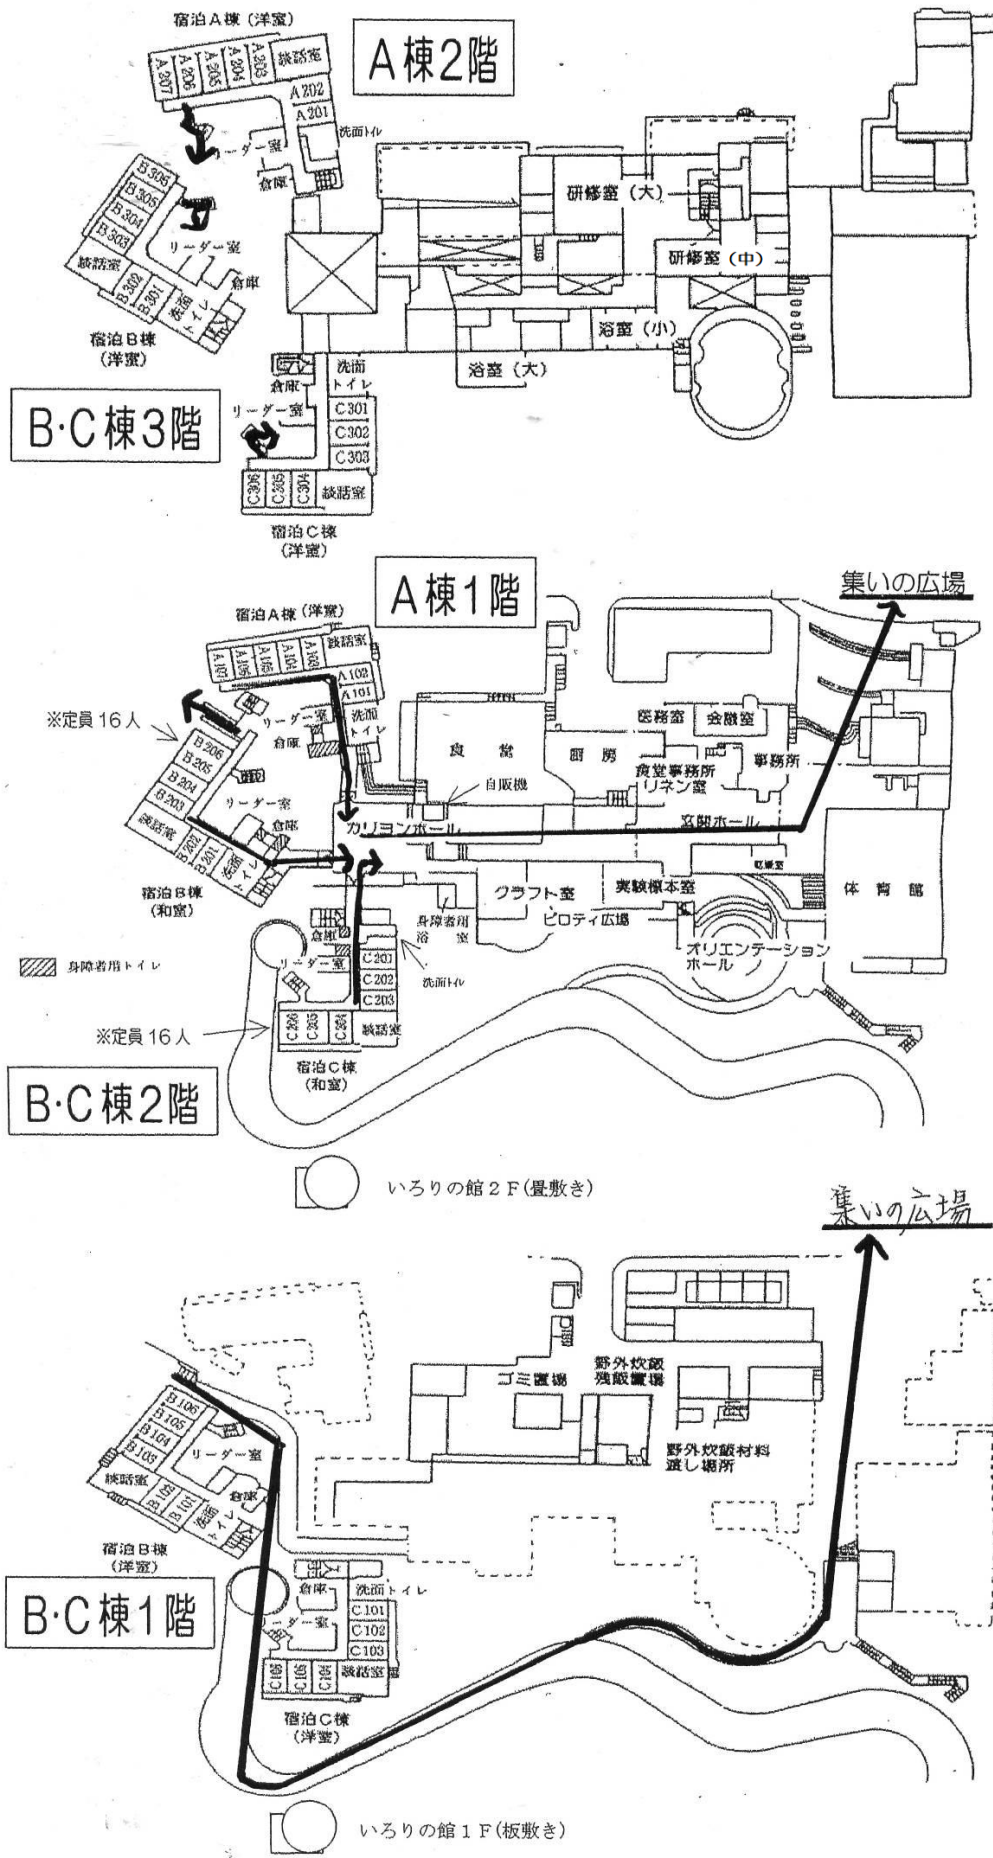 宿泊A棟 (洋室)
A棟2階
A207
A206
A205
A204
A203
談話室
A202
A201
洗面トイレ
リーダー室
倉庫
B306
B305
B304
B303
談話室
B302
B301
洗面
トイレ
リーダー室
倉庫
宿泊B棟
(洋室)
研修室 (大)
研修室 (中)
浴室 (小)
浴室 (大)
B·C棟3階
洗面
トイレ
倉庫
リーダー室
C301
C302
C303
C306
C305
C304
談話室
宿泊C棟
(洋室)
A棟1階
集いの広場
宿泊A棟 (洋室)
A107
A106
A105
A104
A103
談話室
A102
A101
洗面
トイレ
リーダー室
倉庫
※定員16人
B206
B205
B204
B203
談話室
B202
B201
洗面
トイレ
リーダー室
倉庫
宿泊B棟
(和室)
食堂
厨房
自販機
医務室
会議室
事務所
食堂事務所
リネン室
カリヨンホール
玄関ホール
乾燥室
クラフト室
実験標本室
ピロティ広場
体育館
オリエンテーション
ホール
身障者用
浴室
洗面トイレ
倉庫
リーダー室
C201
C202
C203
C206
C205
C204
談話室
身障者用トイレ
※定員16人
宿泊C棟
(和室)
B·C棟2階
いろりの館2F(畳敷き)
集いの広場
ゴミ置場
野外炊飯
残飯置場
野外炊飯材料
渡し場所
B106
B105
B104
B103
談話室
B102
B101
洗面
トイレ
リーダー室
倉庫
宿泊B棟
(洋室)
B·C棟1階
倉庫
洗面トイレ
リーダー室
C101
C102
C103
C106
C105
C104
談話室
宿泊C棟
(洋室)
いろりの館1F(板敷き)